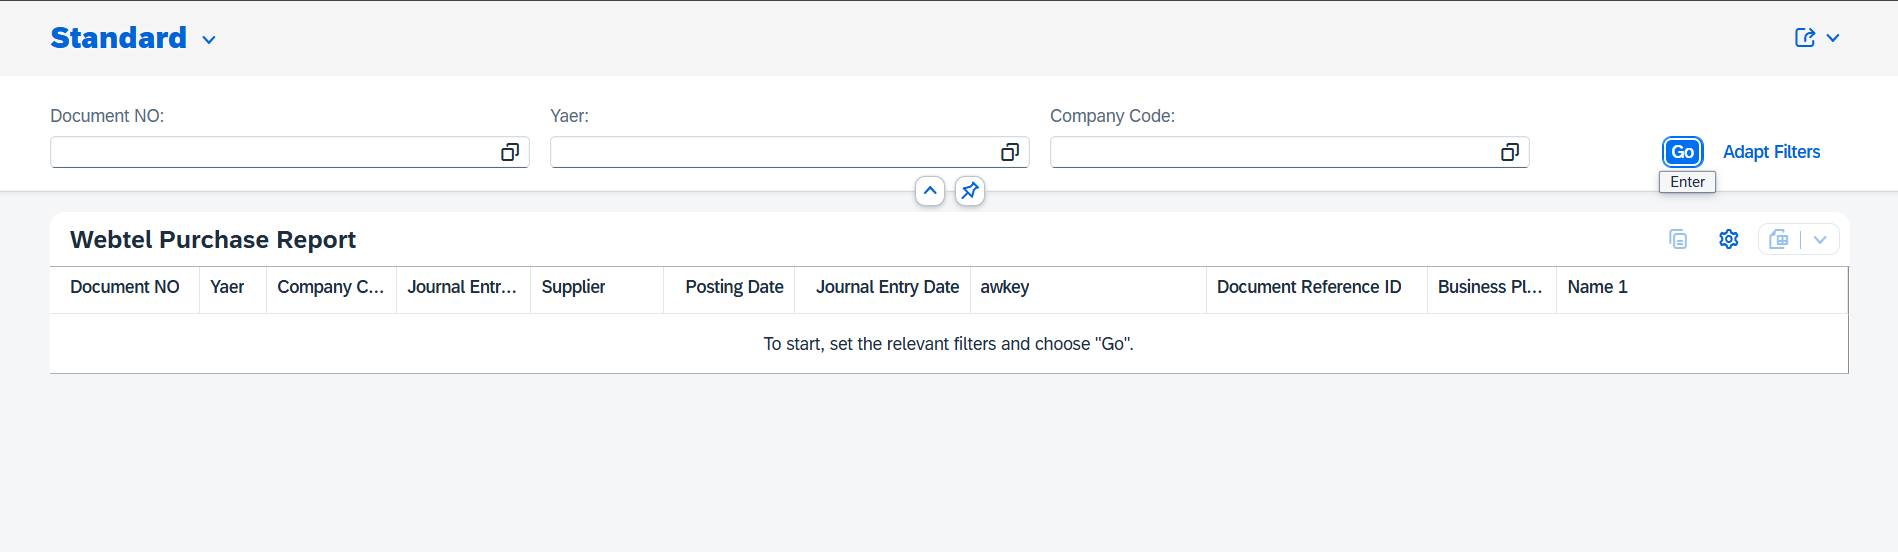 Standard
Document NO: Yaer: Company Code:
Go Adapt Filters
Enter
Webtel Purchase Report
Document NO Yaer Company C... Journal Entr... Supplier Posting Date Journal Entry Date awkey Document Reference ID Business Pl... Name 1
To start, set the relevant filters and choose "Go".